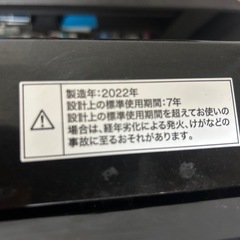 製造年:2022年
設計上の標準使用期間:7年
設計上の標準使用期間を超えてお使いの
場合は、経年劣化による発火、けがなどの
事故に至るおそれがあります。